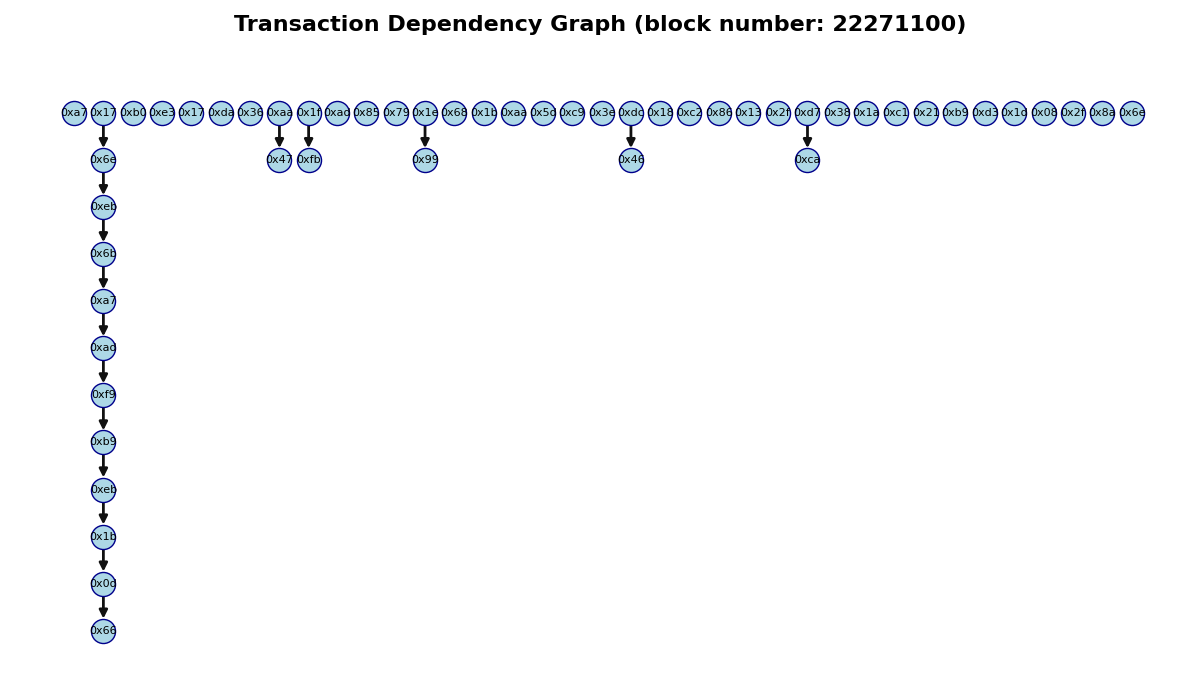 Transaction Dependency Graph (block number: 22271100)
0xa7 0x17 0xb0 0xe3 0x17 0xda 0x36 0xaa 0x1f 0xad 0x85 0x79 0x1e 0x68 0x1b 0xaa 0x5c 0xc9 0x3e 0xdc 0x18 0xc2 0x86 0x13 0x2f 0xd7 0x38 0x1a 0xc1 0x21 0xb9 0xd3 0x1d 0x08 0x2f 0x8a 0x6e
0x6e 0x47 0xfb 0x99 0x46 0xca
0xeb
0x6b
0xa7
0xad
0xf9
0xb9
0xeb
0x1b
0x0d
0x66